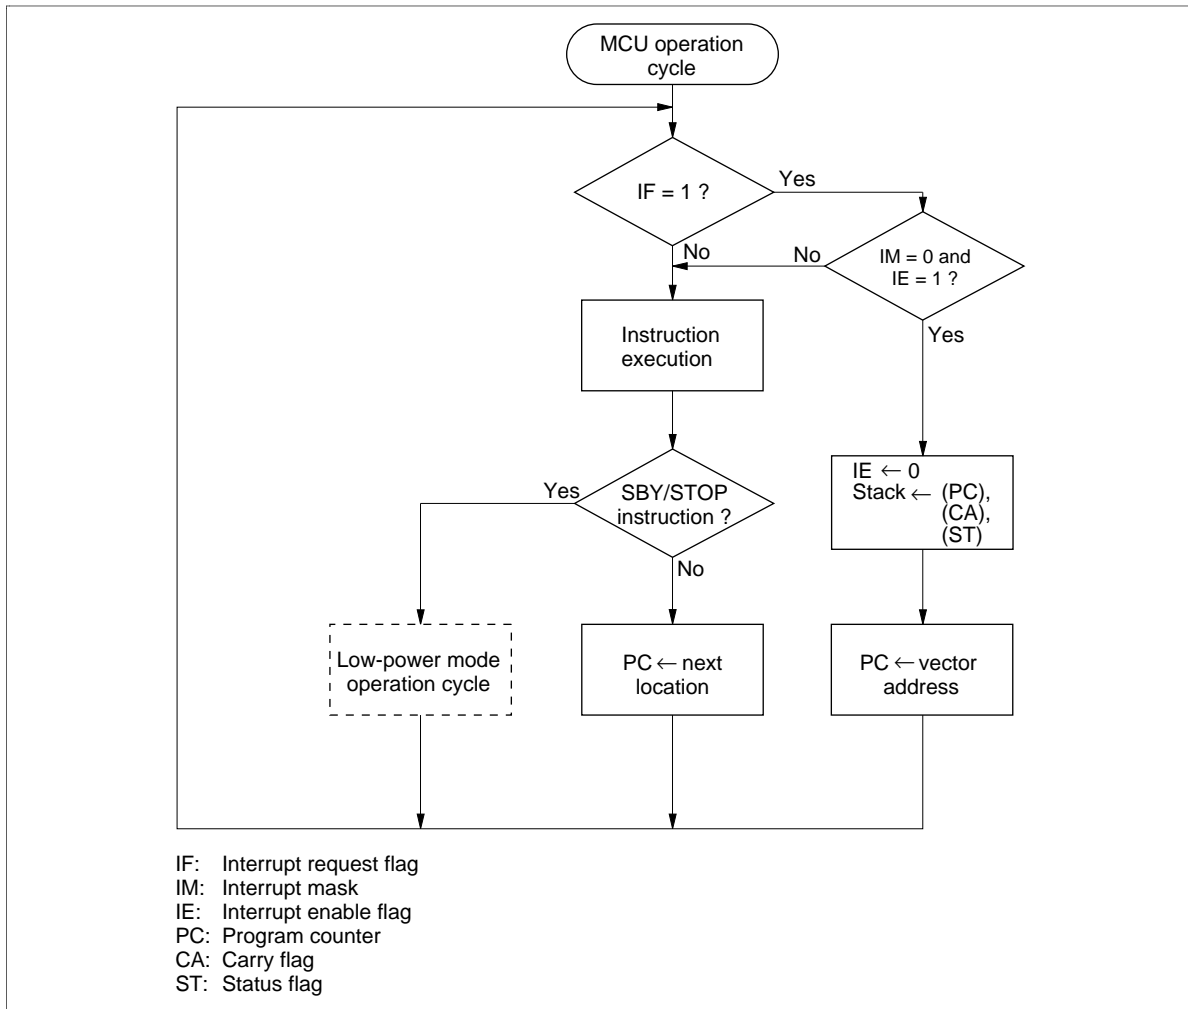 MCU operation
cycle
IF = 1 ?
Yes
No
No
IM = 0 and
IE = 1 ?
Yes
Instruction
execution
IE ← 0
Stack ← (PC),
(CA),
(ST)
Yes
SBY/STOP
instruction ?
No
Low-power mode
operation cycle
PC ← next
location
PC ← vector
address
IF: Interrupt request flag
IM: Interrupt mask
IE: Interrupt enable flag
PC: Program counter
CA: Carry flag
ST: Status flag